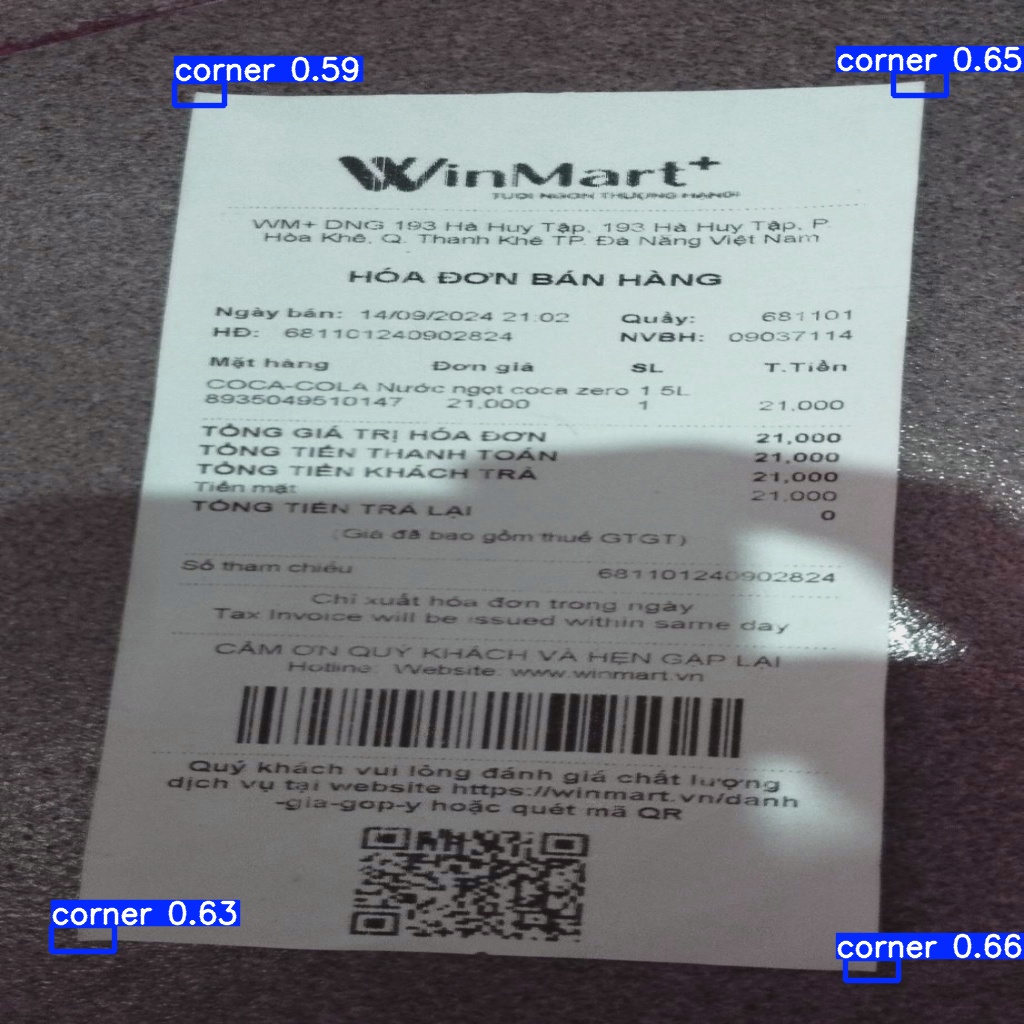 corner 0.59
corner 0.65
WinMart+
TƯƠI NGON THƯỢNG HẠNG!
WM+ DNG 193 Hà Huy Tập, 193 Hà Huy Tập, P.
Hòa Khê, Q. Thanh Khê TP. Đà Nẵng Việt Nam
HÓA ĐƠN BÁN HÀNG
Ngày bán: 14/09/2024 21:02 Quầy: 681101
HĐ: 681101240902824 NVBH: 09037114
Mặt hàng Đơn giá SL T.Tiền
COCA-COLA Nước ngọt coca zero 1.5L
8935049510147 21,000 1 21,000
TỔNG GIÁ TRỊ HÓA ĐƠN 21,000
TỔNG TIỀN THANH TOÁN 21,000
TỔNG TIỀN KHÁCH TRẢ 21,000
Tiền mặt 21,000
TỔNG TIỀN TRẢ LẠI 0
(Giá đã bao gồm thuế GTGT)
Số tham chiếu 681101240902824
Chỉ xuất hóa đơn trong ngày
Tax Invoice will be issued within same day
CẢM ƠN QUÝ KHÁCH VÀ HẸN GẶP LẠI
Hotline: Website: www.winmart.vn
Quý khách vui lòng đánh giá chất lượng
dịch vụ tại website https://winmart.vn/danh
-gia-gop-y hoặc quét mã QR
corner 0.63
corner 0.66